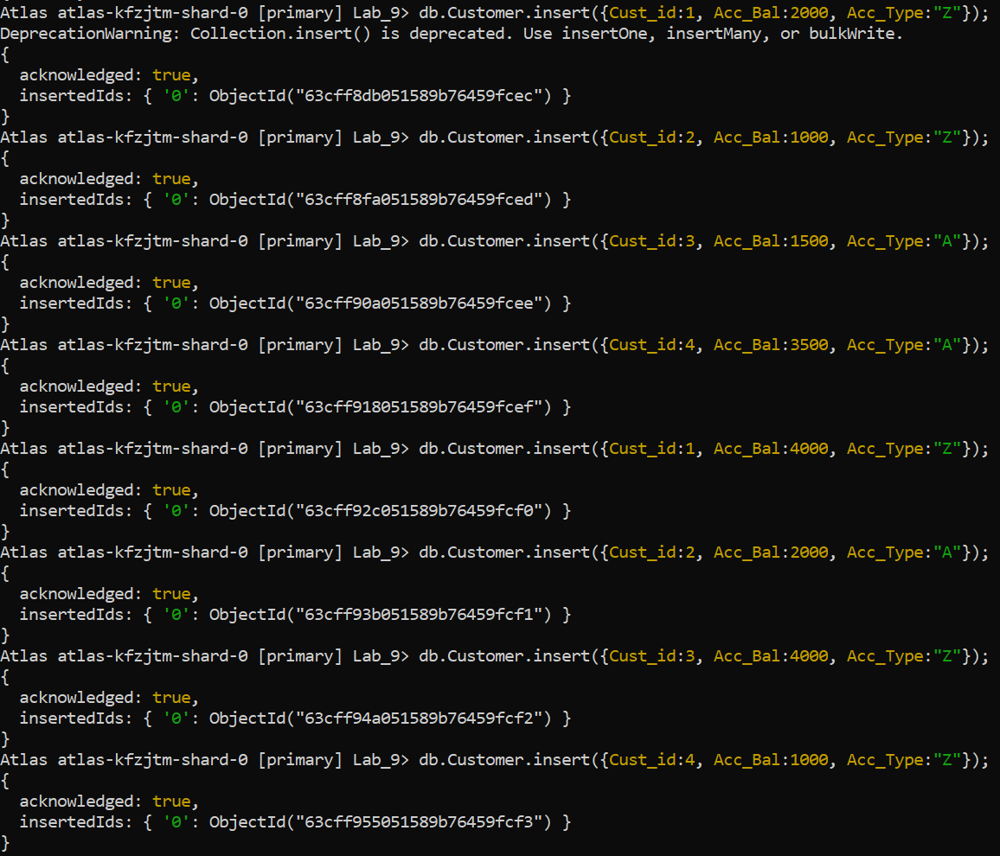 Atlas atlas-kfzjtm-shard-0 [primary] Lab_9> db.Customer.insert({Cust_id:1, Acc_Bal:2000, Acc_Type:"Z"});
DeprecationWarning: Collection.insert() is deprecated. Use insertOne, insertMany, or bulkWrite.
{
  acknowledged: true,
  insertedIds: { '0': ObjectId("63cff8db051589b76459fcec") }
}
Atlas atlas-kfzjtm-shard-0 [primary] Lab_9> db.Customer.insert({Cust_id:2, Acc_Bal:1000, Acc_Type:"Z"});
{
  acknowledged: true,
  insertedIds: { '0': ObjectId("63cff8fa051589b76459fced") }
}
Atlas atlas-kfzjtm-shard-0 [primary] Lab_9> db.Customer.insert({Cust_id:3, Acc_Bal:1500, Acc_Type:"A"});
{
  acknowledged: true,
  insertedIds: { '0': ObjectId("63cff90a051589b76459fcee") }
}
Atlas atlas-kfzjtm-shard-0 [primary] Lab_9> db.Customer.insert({Cust_id:4, Acc_Bal:3500, Acc_Type:"A"});
{
  acknowledged: true,
  insertedIds: { '0': ObjectId("63cff918051589b76459fcef") }
}
Atlas atlas-kfzjtm-shard-0 [primary] Lab_9> db.Customer.insert({Cust_id:1, Acc_Bal:4000, Acc_Type:"Z"});
{
  acknowledged: true,
  insertedIds: { '0': ObjectId("63cff92c051589b76459fcf0") }
}
Atlas atlas-kfzjtm-shard-0 [primary] Lab_9> db.Customer.insert({Cust_id:2, Acc_Bal:2000, Acc_Type:"A"});
{
  acknowledged: true,
  insertedIds: { '0': ObjectId("63cff93b051589b76459fcf1") }
}
Atlas atlas-kfzjtm-shard-0 [primary] Lab_9> db.Customer.insert({Cust_id:3, Acc_Bal:4000, Acc_Type:"Z"});
{
  acknowledged: true,
  insertedIds: { '0': ObjectId("63cff94a051589b76459fcf2") }
}
Atlas atlas-kfzjtm-shard-0 [primary] Lab_9> db.Customer.insert({Cust_id:4, Acc_Bal:1000, Acc_Type:"Z"});
{
  acknowledged: true,
  insertedIds: { '0': ObjectId("63cff955051589b76459fcf3") }
}